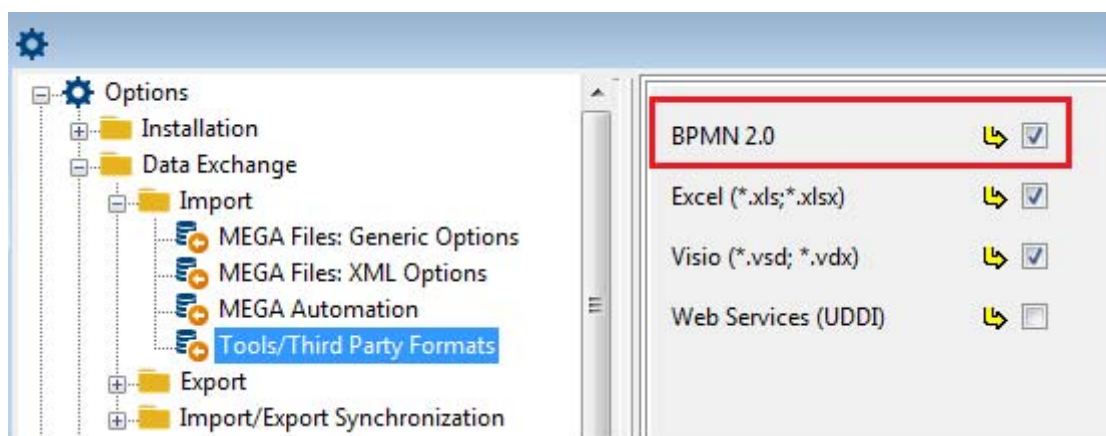 Options
Installation
Data Exchange
Import
MEGA Files: Generic Options
MEGA Files: XML Options
MEGA Automation
Tools/Third Party Formats
Export
Import/Export Synchronization
BPMN 2.0
Excel (*.xls;*.xlsx)
Visio (*.vsd; *.vdx)
Web Services (UDDI)